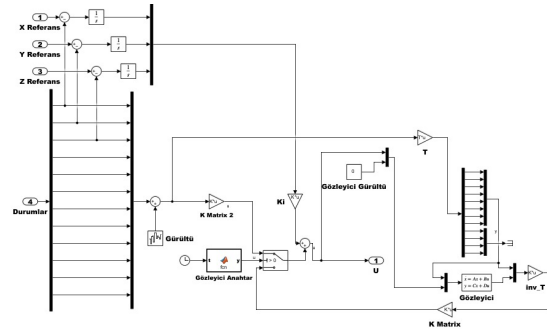 1
X Referans
1
s
2
Y Referans
1
s
3
Z Referans
1
s
4
Durumlar
Gürültü
K*u
K Matrix 2
K*u
Ki
t
fcn
y
Gözleyici Anahtar
0
Gözleyici Gürültü
1
U
T
ẋ = Ax + Bu
y = Cx + Du
Gözleyici
K*u
inv_T
K*u
K Matrix